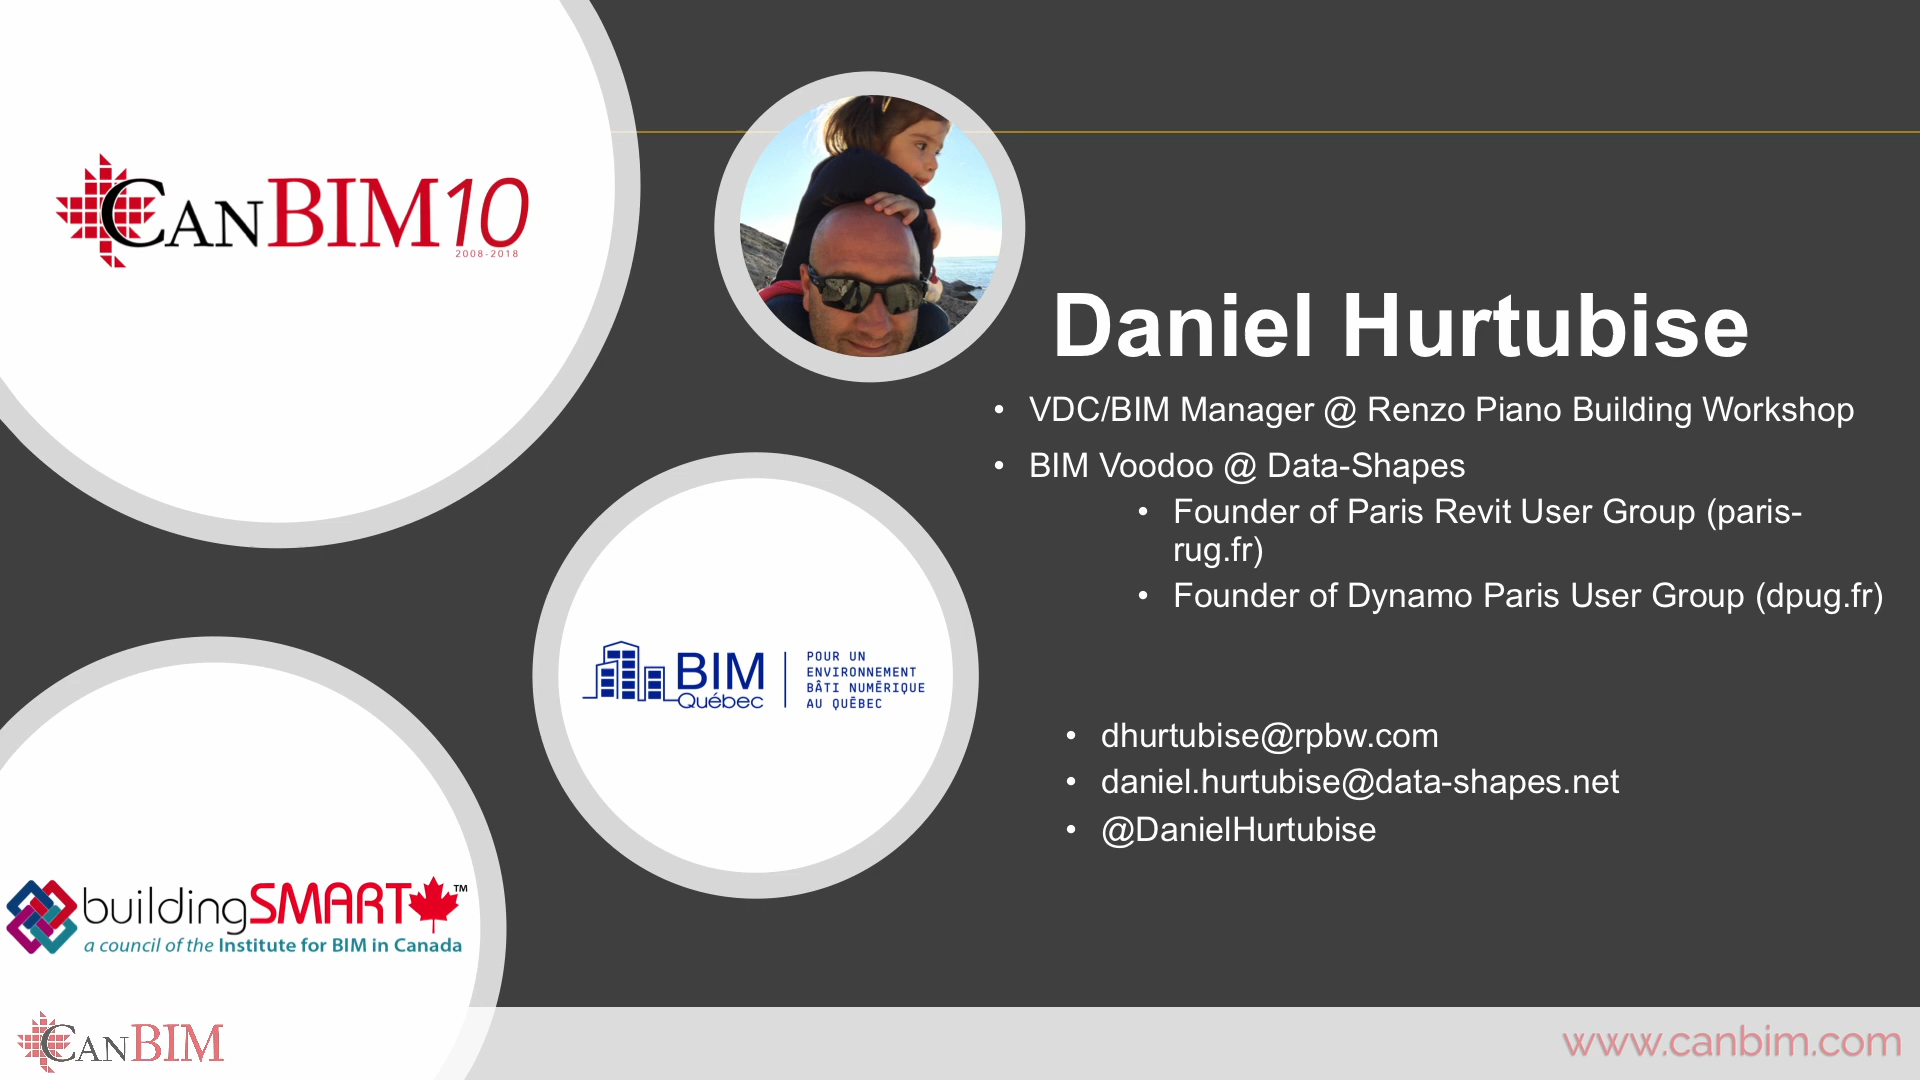 CANBIM10
2008-2018
Daniel Hurtubise
• VDC/BIM Manager @ Renzo Piano Building Workshop
• BIM Voodoo @ Data-Shapes
• Founder of Paris Revit User Group (paris-
rug.fr)
• Founder of Dynamo Paris User Group (dpug.fr)
BIM
Québec
POUR UN
ENVIRONNEMENT
BÂTI NUMÉRIQUE
AU QUÉBEC
• dhurtubise@rpbw.com
• daniel.hurtubise@data-shapes.net
• @DanielHurtubise
buildingSMART™
a council of the Institute for BIM in Canada
CANBIM
www.canbim.com